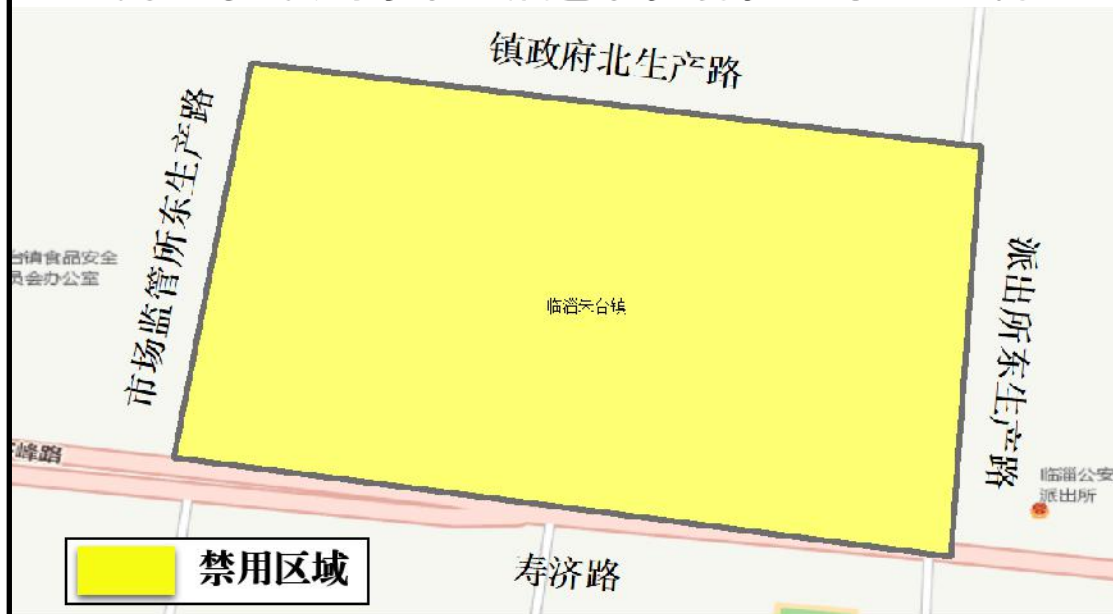 镇政府北生产路
市场监管所东生产路
台镇食品安全
员会办公室
临淄朱台镇
派出所东生产路
峰路
临淄公安
派出所
寿济路
禁用区域